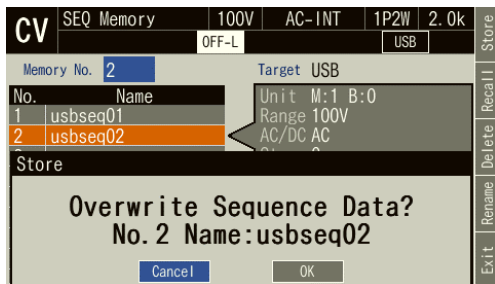 CV SEQ Memory 100V AC-INT 1P2W 2.0k
OFF-L USB
Memory No. 2 Target USB
No. Name
1 usbseq01
2 usbseq02
Unit M:1 B:0
Range 100V
AC/DC AC
Store
Overwrite Sequence Data?
No.2 Name:usbseq02
Cancel OK
Store
Recall
Delete
Rename
Exit